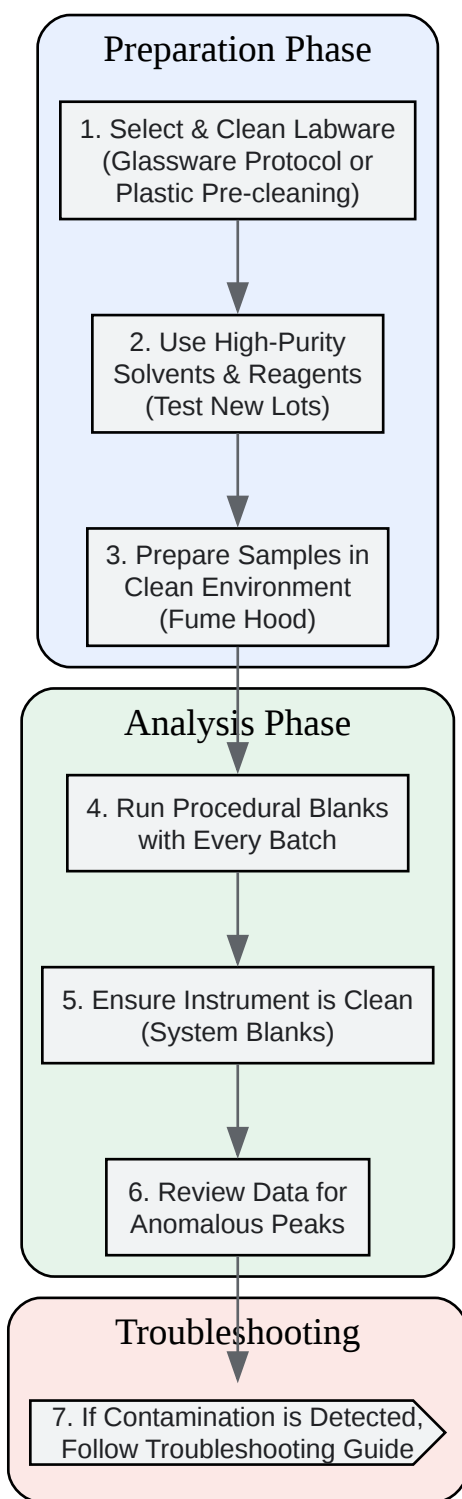 Preparation Phase
1. Select & Clean Labware
(Glassware Protocol or
Plastic Pre-cleaning)
2. Use High-Purity
Solvents & Reagents
(Test New Lots)
3. Prepare Samples in
Clean Environment
(Fume Hood)
Analysis Phase
4. Run Procedural Blanks
with Every Batch
5. Ensure Instrument is Clean
(System Blanks)
6. Review Data for
Anomalous Peaks
Troubleshooting
7. If Contamination is Detected,
Follow Troubleshooting Guide